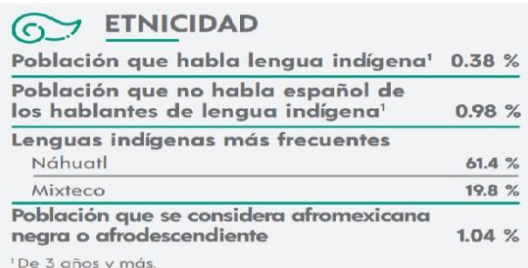 ETNICIDAD
Población que habla lengua indígena¹ 0.38 %
Población que no habla español de
los hablantes de lengua indígena¹ 0.98 %
Lenguas indígenas más frecuentes
Náhuatl 61.4 %
Mixteco 19.8 %
Población que se considera afromexicana
negra o afrodescendiente 1.04 %
¹ De 3 años y más.